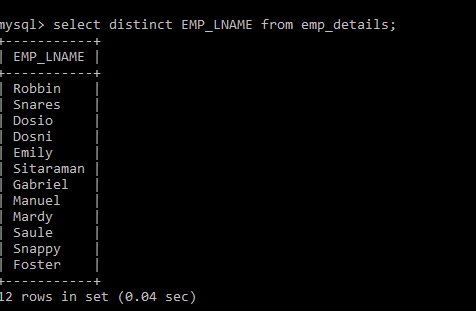 mysql> select distinct EMP_LNAME from emp_details;
+-----------+
| EMP_LNAME |
+-----------+
| Robbin    |
| Snares    |
| Dosio     |
| Dosni     |
| Emily     |
| Sitaraman |
| Gabriel   |
| Manuel    |
| Mardy     |
| Saule     |
| Snappy    |
| Foster    |
+-----------+
12 rows in set (0.04 sec)